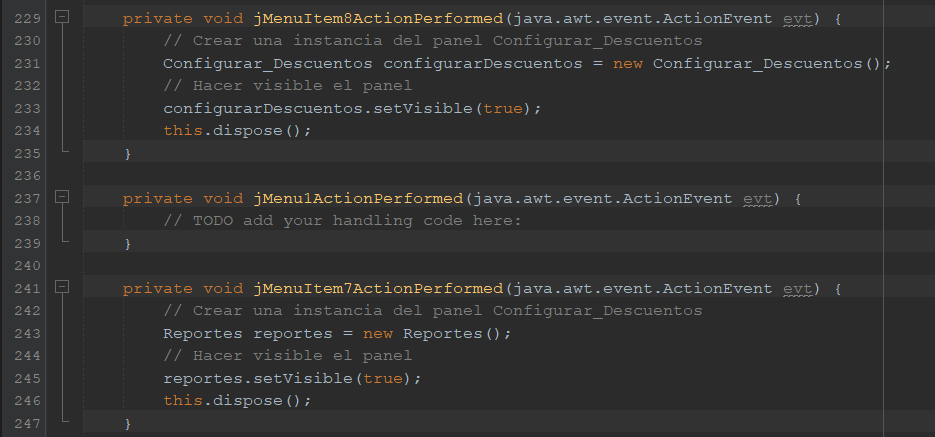 229 private void jMenuItem8ActionPerformed(java.awt.event.ActionEvent evt) {
230 // Crear una instancia del panel Configurar_Descuentos
231 Configurar_Descuentos configurarDescuentos = new Configurar_Descuentos();
232 // Hacer visible el panel
233 configurarDescuentos.setVisible(true);
234 this.dispose();
235 }
236
237 private void jMenu1ActionPerformed(java.awt.event.ActionEvent evt) {
238 // TODO add your handling code here:
239 }
240
241 private void jMenuItem7ActionPerformed(java.awt.event.ActionEvent evt) {
242 // Crear una instancia del panel Configurar_Descuentos
243 Reportes reportes = new Reportes();
244 // Hacer visible el panel
245 reportes.setVisible(true);
246 this.dispose();
247 }